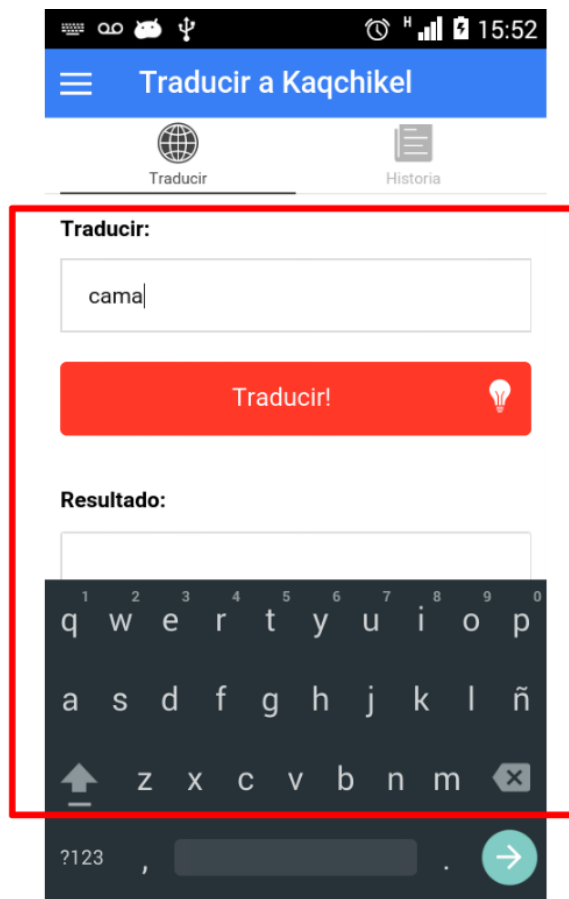 H 15:52
Traducir a Kaqchikel
Traducir Historia
Traducir:
cama
Traducir!
Resultado:
1 2 3 4 5 6 7 8 9 0
q w e r t y u i o p
a s d f g h j k l ñ
z x c v b n m
?123 , .